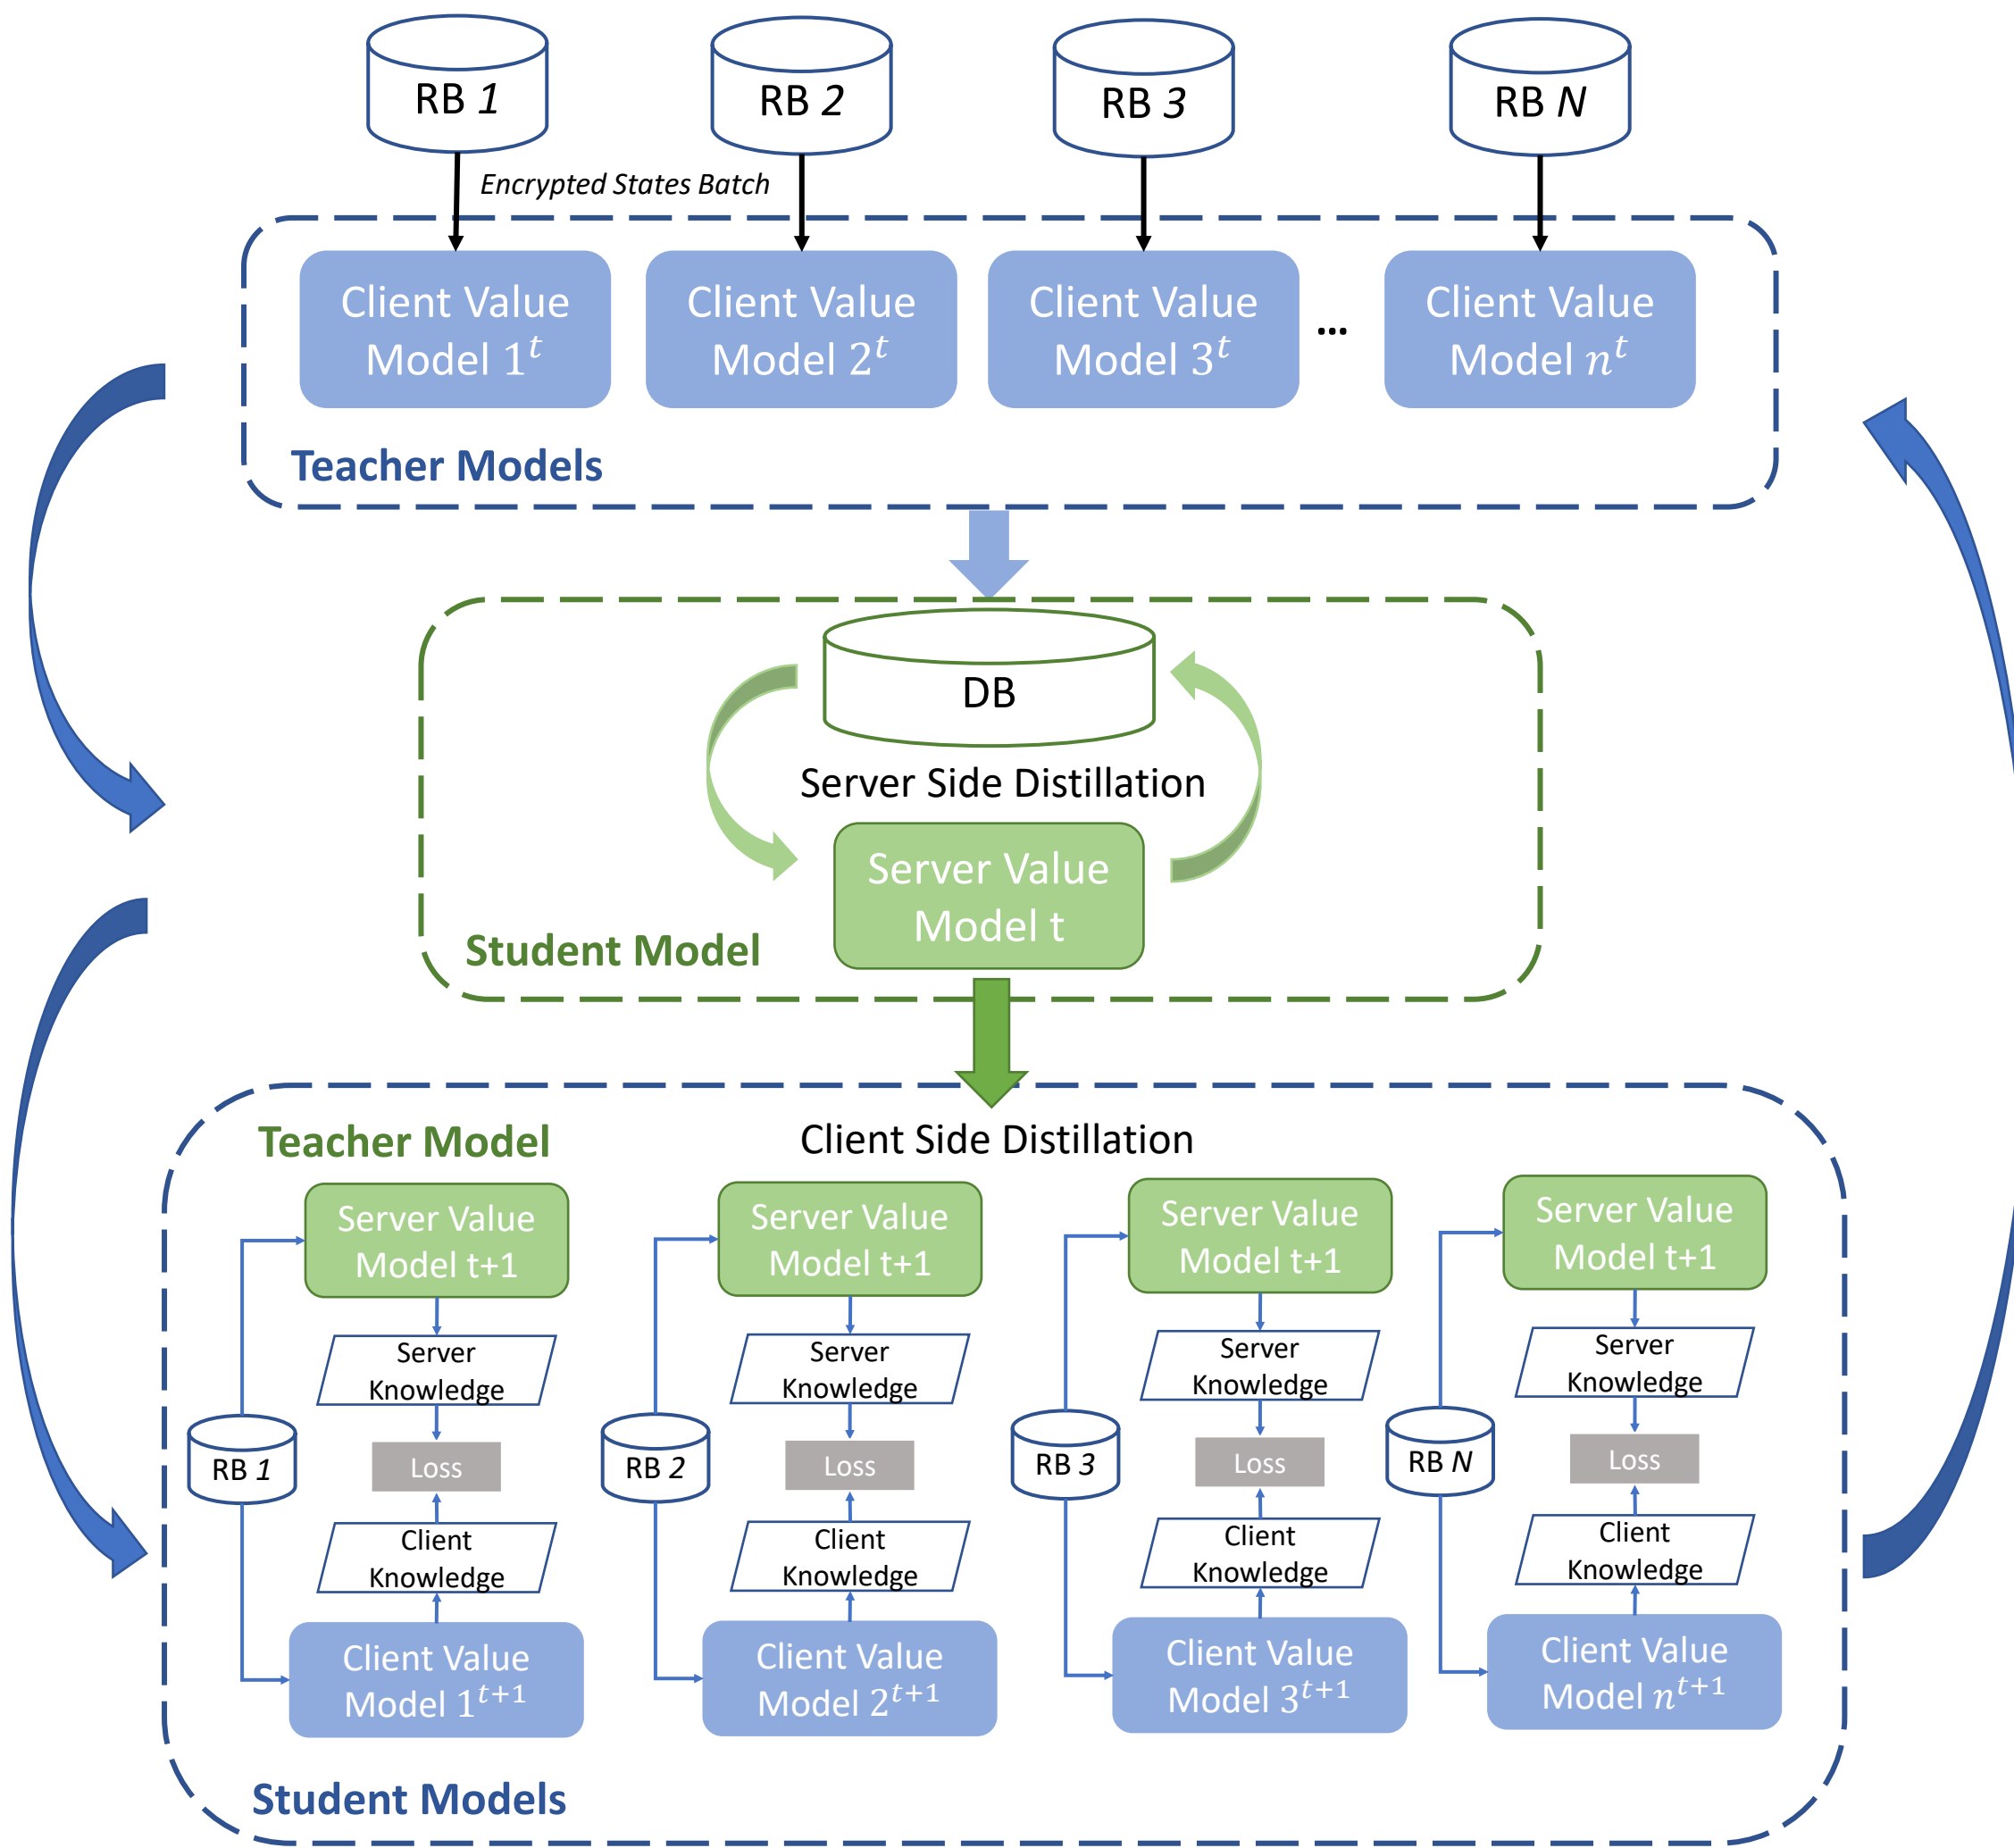 RB 1
RB 2
RB 3
RB N
Encrypted States Batch
Client Value
Model 1^t
Client Value
Model 2^t
Client Value
Model 3^t
...
Client Value
Model n^t
Teacher Models
DB
Server Side Distillation
Server Value
Model t
Student Model
Teacher Model
Client Side Distillation
Server Value
Model t+1
Server Value
Model t+1
Server Value
Model t+1
Server Value
Model t+1
Server
Knowledge
Server
Knowledge
Server
Knowledge
Server
Knowledge
RB 1
Loss
RB 2
Loss
RB 3
Loss
RB N
Loss
Client
Knowledge
Client
Knowledge
Client
Knowledge
Client
Knowledge
Client Value
Model 1^{t+1}
Client Value
Model 2^{t+1}
Client Value
Model 3^{t+1}
Client Value
Model n^{t+1}
Student Models